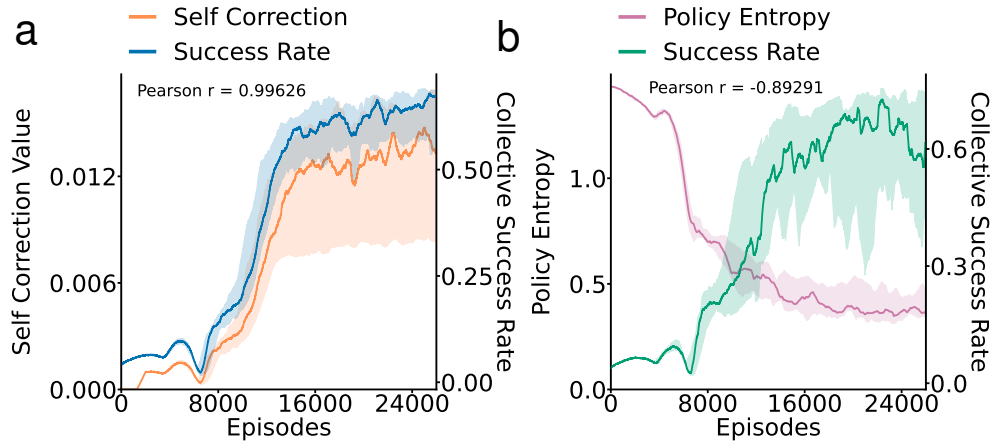 a
Self Correction
Success Rate
Pearson r = 0.99626
Self Correction Value
0.012
0.006
0.000
0.50
0.25
0.00
Collective Success Rate
0
8000
16000
24000
Episodes
b
Policy Entropy
Success Rate
Pearson r = -0.89291
Policy Entropy
1.0
0.5
0.0
0.6
0.3
0.0
Collective Success Rate
0
8000
16000
24000
Episodes